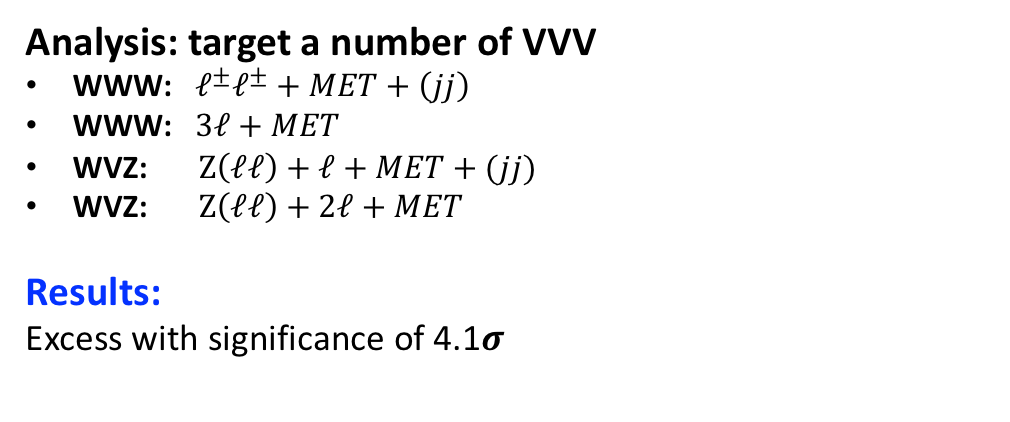 Analysis: target a number of VVV
• WWW: ℓ±ℓ± + MET + (jj)
• WWW: 3ℓ + MET
• WVZ: Z(ℓℓ) + ℓ + MET + (jj)
• WVZ: Z(ℓℓ) + 2ℓ + MET
Results:
Excess with significance of 4.1σ